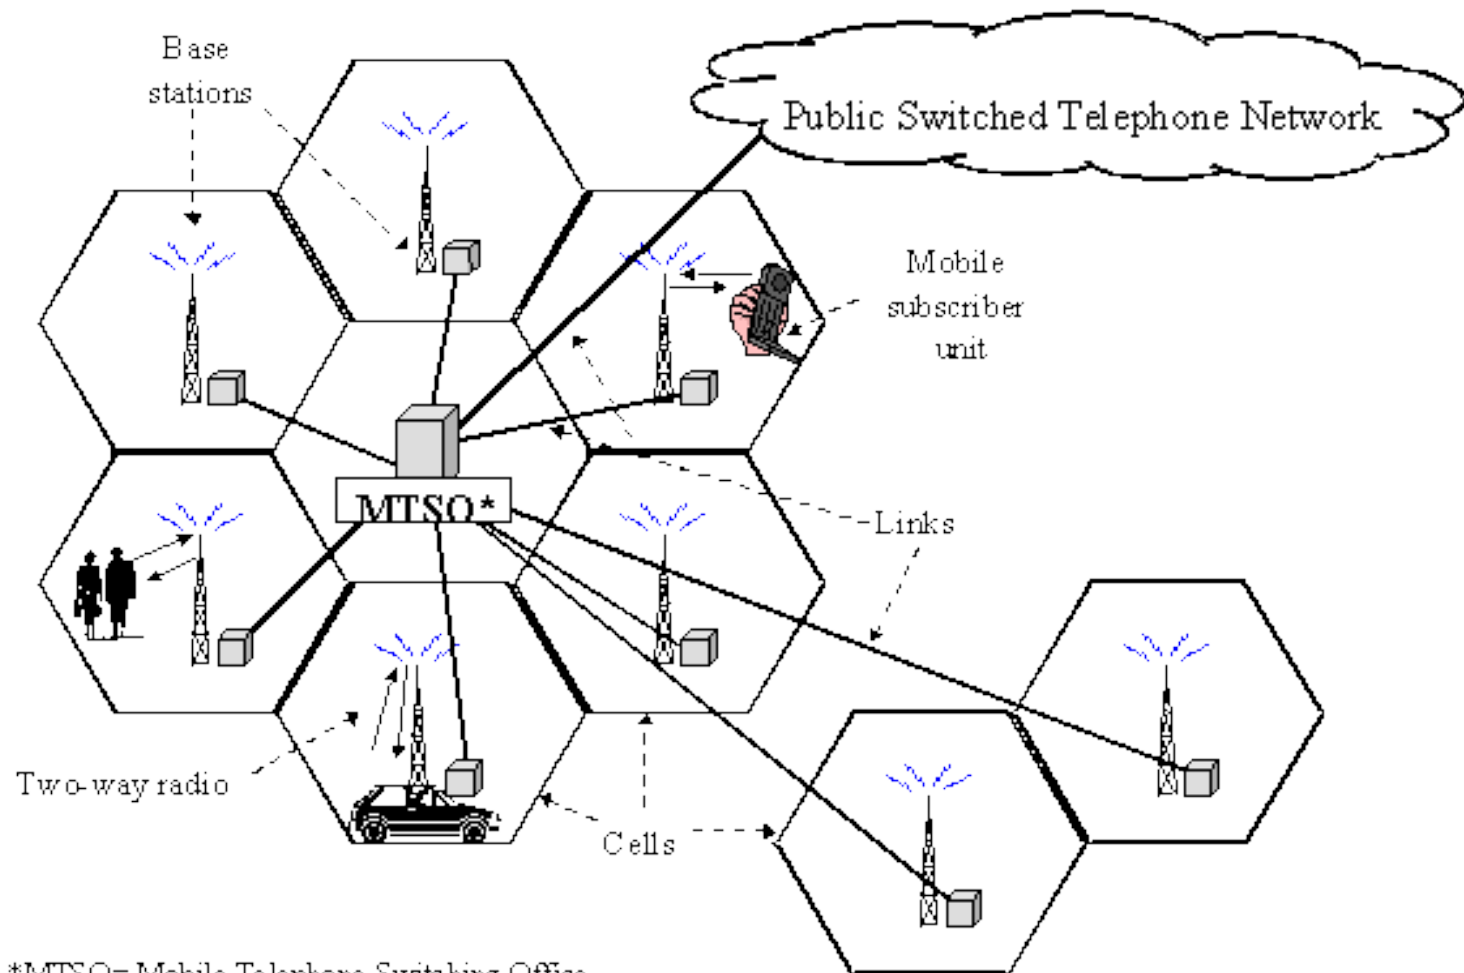 Base
stations
Public Switched Telephone Network
Mobile
subscriber
unit
MTSO*
Links
Two-way radio
Cells
*MTSO= Mobile Telephone Switching Office